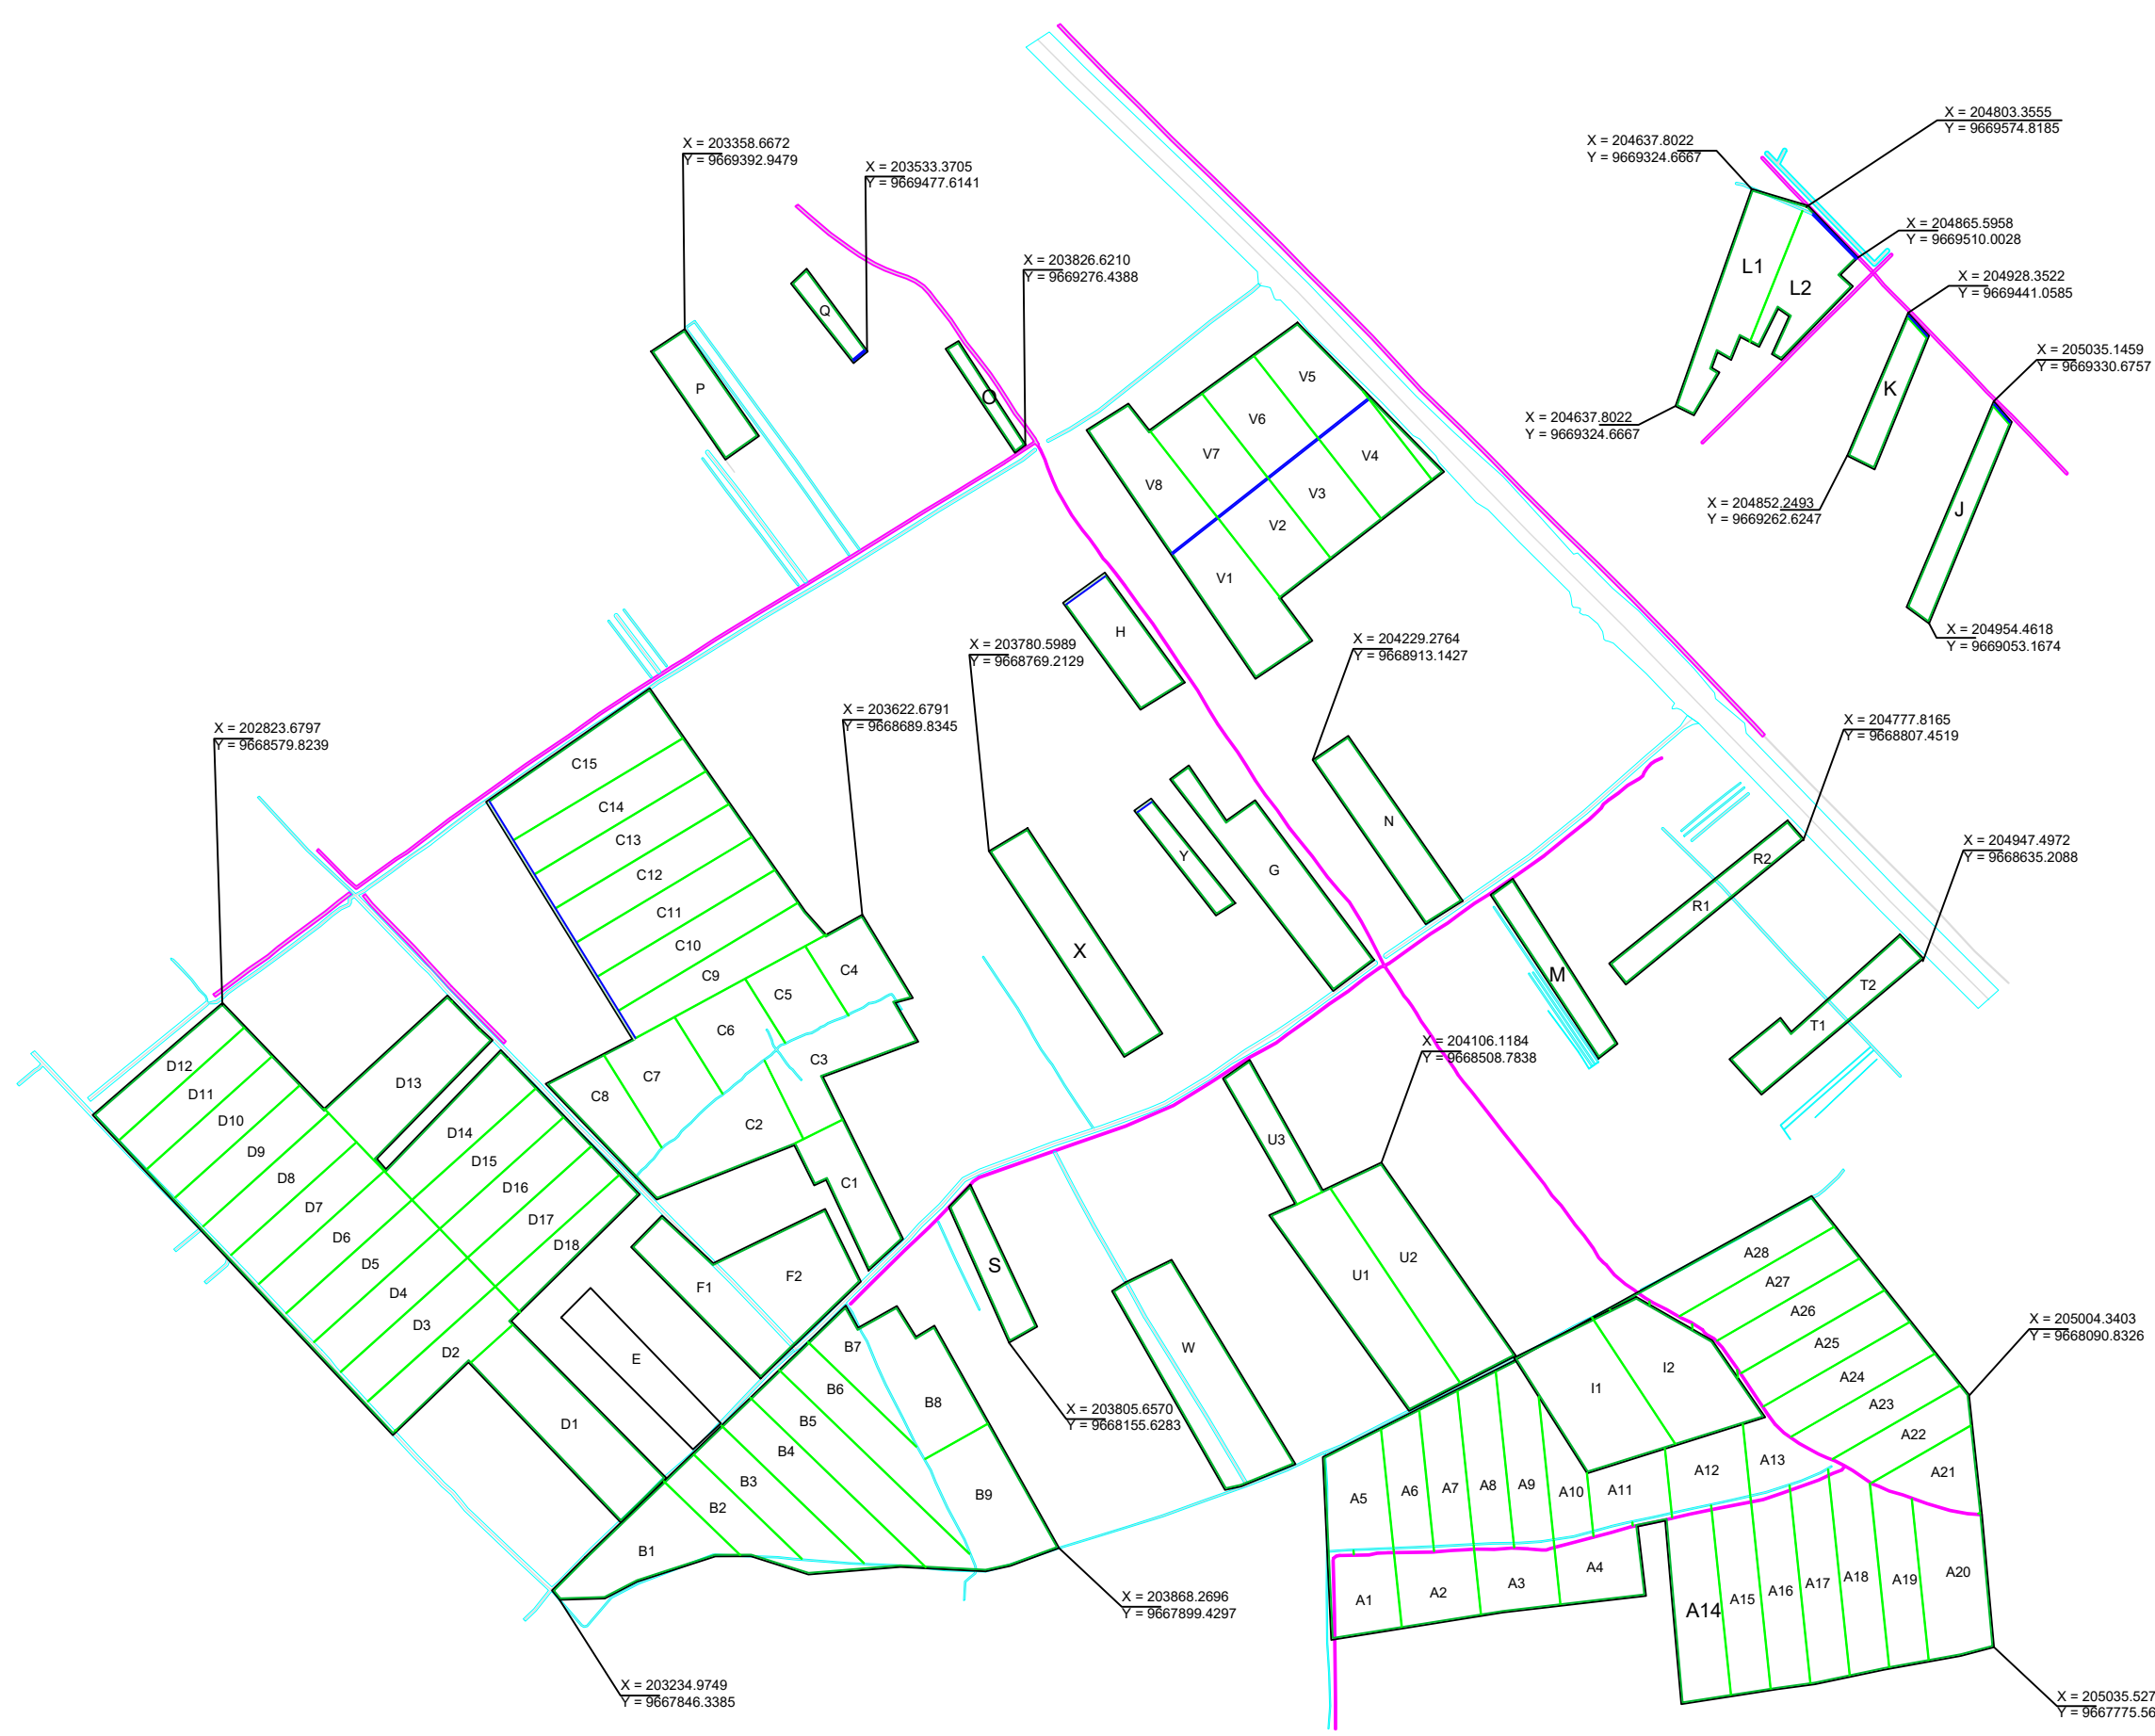 X = 204803.3555
Y = 9669574.8185
X = 204637.8022
Y = 9669324.6667
X = 203358.6672
Y = 9669392.9479
X = 203533.3705
Y = 9669477.6141
X = 204865.5958
Y = 9669510.0028
X = 203826.6210
Y = 9669276.4388
X = 204928.3522
Y = 9669441.0585
L1
L2
Q
X = 205035.1459
Y = 9669330.6757
P
O
K
V5
V6
V7
V4
V8
V3
V2
V1
X = 204637.8022
Y = 9669324.6667
X = 204852.2493
Y = 9669262.6247
J
H
X = 203780.5989
Y = 9668769.2129
X = 204229.2764
Y = 9668913.1427
X = 204954.4618
Y = 9669053.1674
X = 203622.6791
Y = 9668689.8345
X = 202823.6797
Y = 9668579.8239
X = 204777.8165
Y = 9668807.4519
C15
C14
C13
C12
C11
C10
C9
C4
C5
C6
C7
C8
C3
C2
C1
X
Y
G
N
M
R2
R1
X = 204947.4972
Y = 9668635.2088
T2
T1
X = 204106.1184
Y = 9668508.7838
D12
D11
D10
D9
D8
D7
D6
D5
D4
D3
D2
D1
D13
D14
D15
D16
D17
D18
U3
U1
U2
F1
F2
E
S
W
B7
B6
B5
B4
B3
B2
B1
B8
B9
I1
I2
A28
A27
A26
A25
A24
A23
A22
A21
X = 205004.3403
Y = 9668090.8326
X = 203805.6570
Y = 9668155.6283
A5
A6
A7
A8
A9
A10
A11
A12
A13
A1
A2
A3
A4
A14
A15
A16
A17
A18
A19
A20
X = 203868.2696
Y = 9667899.4297
X = 203234.9749
Y = 9667846.3385
X = 205035.527
Y = 9667775.56